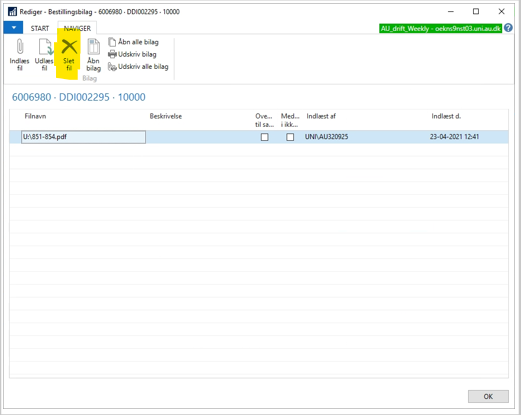 Rediger - Bestillingsbilag - 6006980 - DDI002295 - 10000
START NAVIGER
AU_drift_Weekly - oekrns9nst03.uni.au.dk
Indlæs fil
Udlæs fil
Slet fil
Åbn bilag
Åbn alle bilag
Udskriv bilag
Udskriv alle bilag
Bilag
6006980 · DDI002295 · 10000
Filnavn Beskrivelse Ove... til sa... Med... i ikk... Indlæst af Indlæst d.
U:\851-854.pdf UNI\AU320925 23-04-2021 12:41
OK